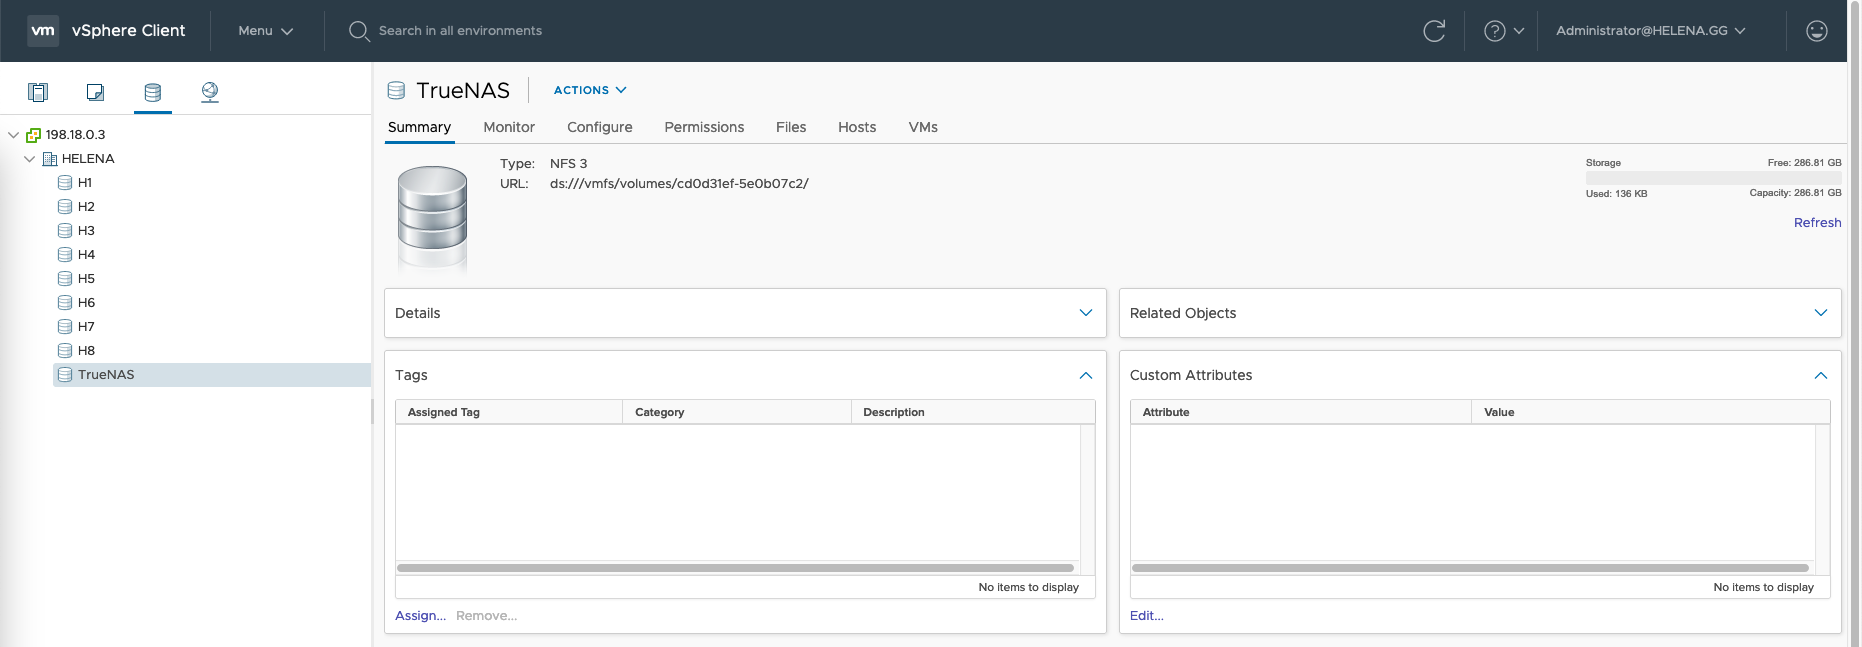 vm vSphere Client Menu Search in all environments ? Administrator@HELENA.GG
198.18.0.3
HELENA
H1
H2
H3
H4
H5
H6
H7
H8
TrueNAS
TrueNAS ACTIONS
Summary Monitor Configure Permissions Files Hosts VMs
Type: NFS 3
URL: ds:///vmfs/volumes/cd0d31ef-5e0b07c2/
Storage Free: 286.81 GB
Used: 136 KB Capacity: 286.81 GB
Refresh
Details
Related Objects
Tags
Assigned Tag Category Description
No items to display
Assign... Remove...
Custom Attributes
Attribute Value
No items to display
Edit...